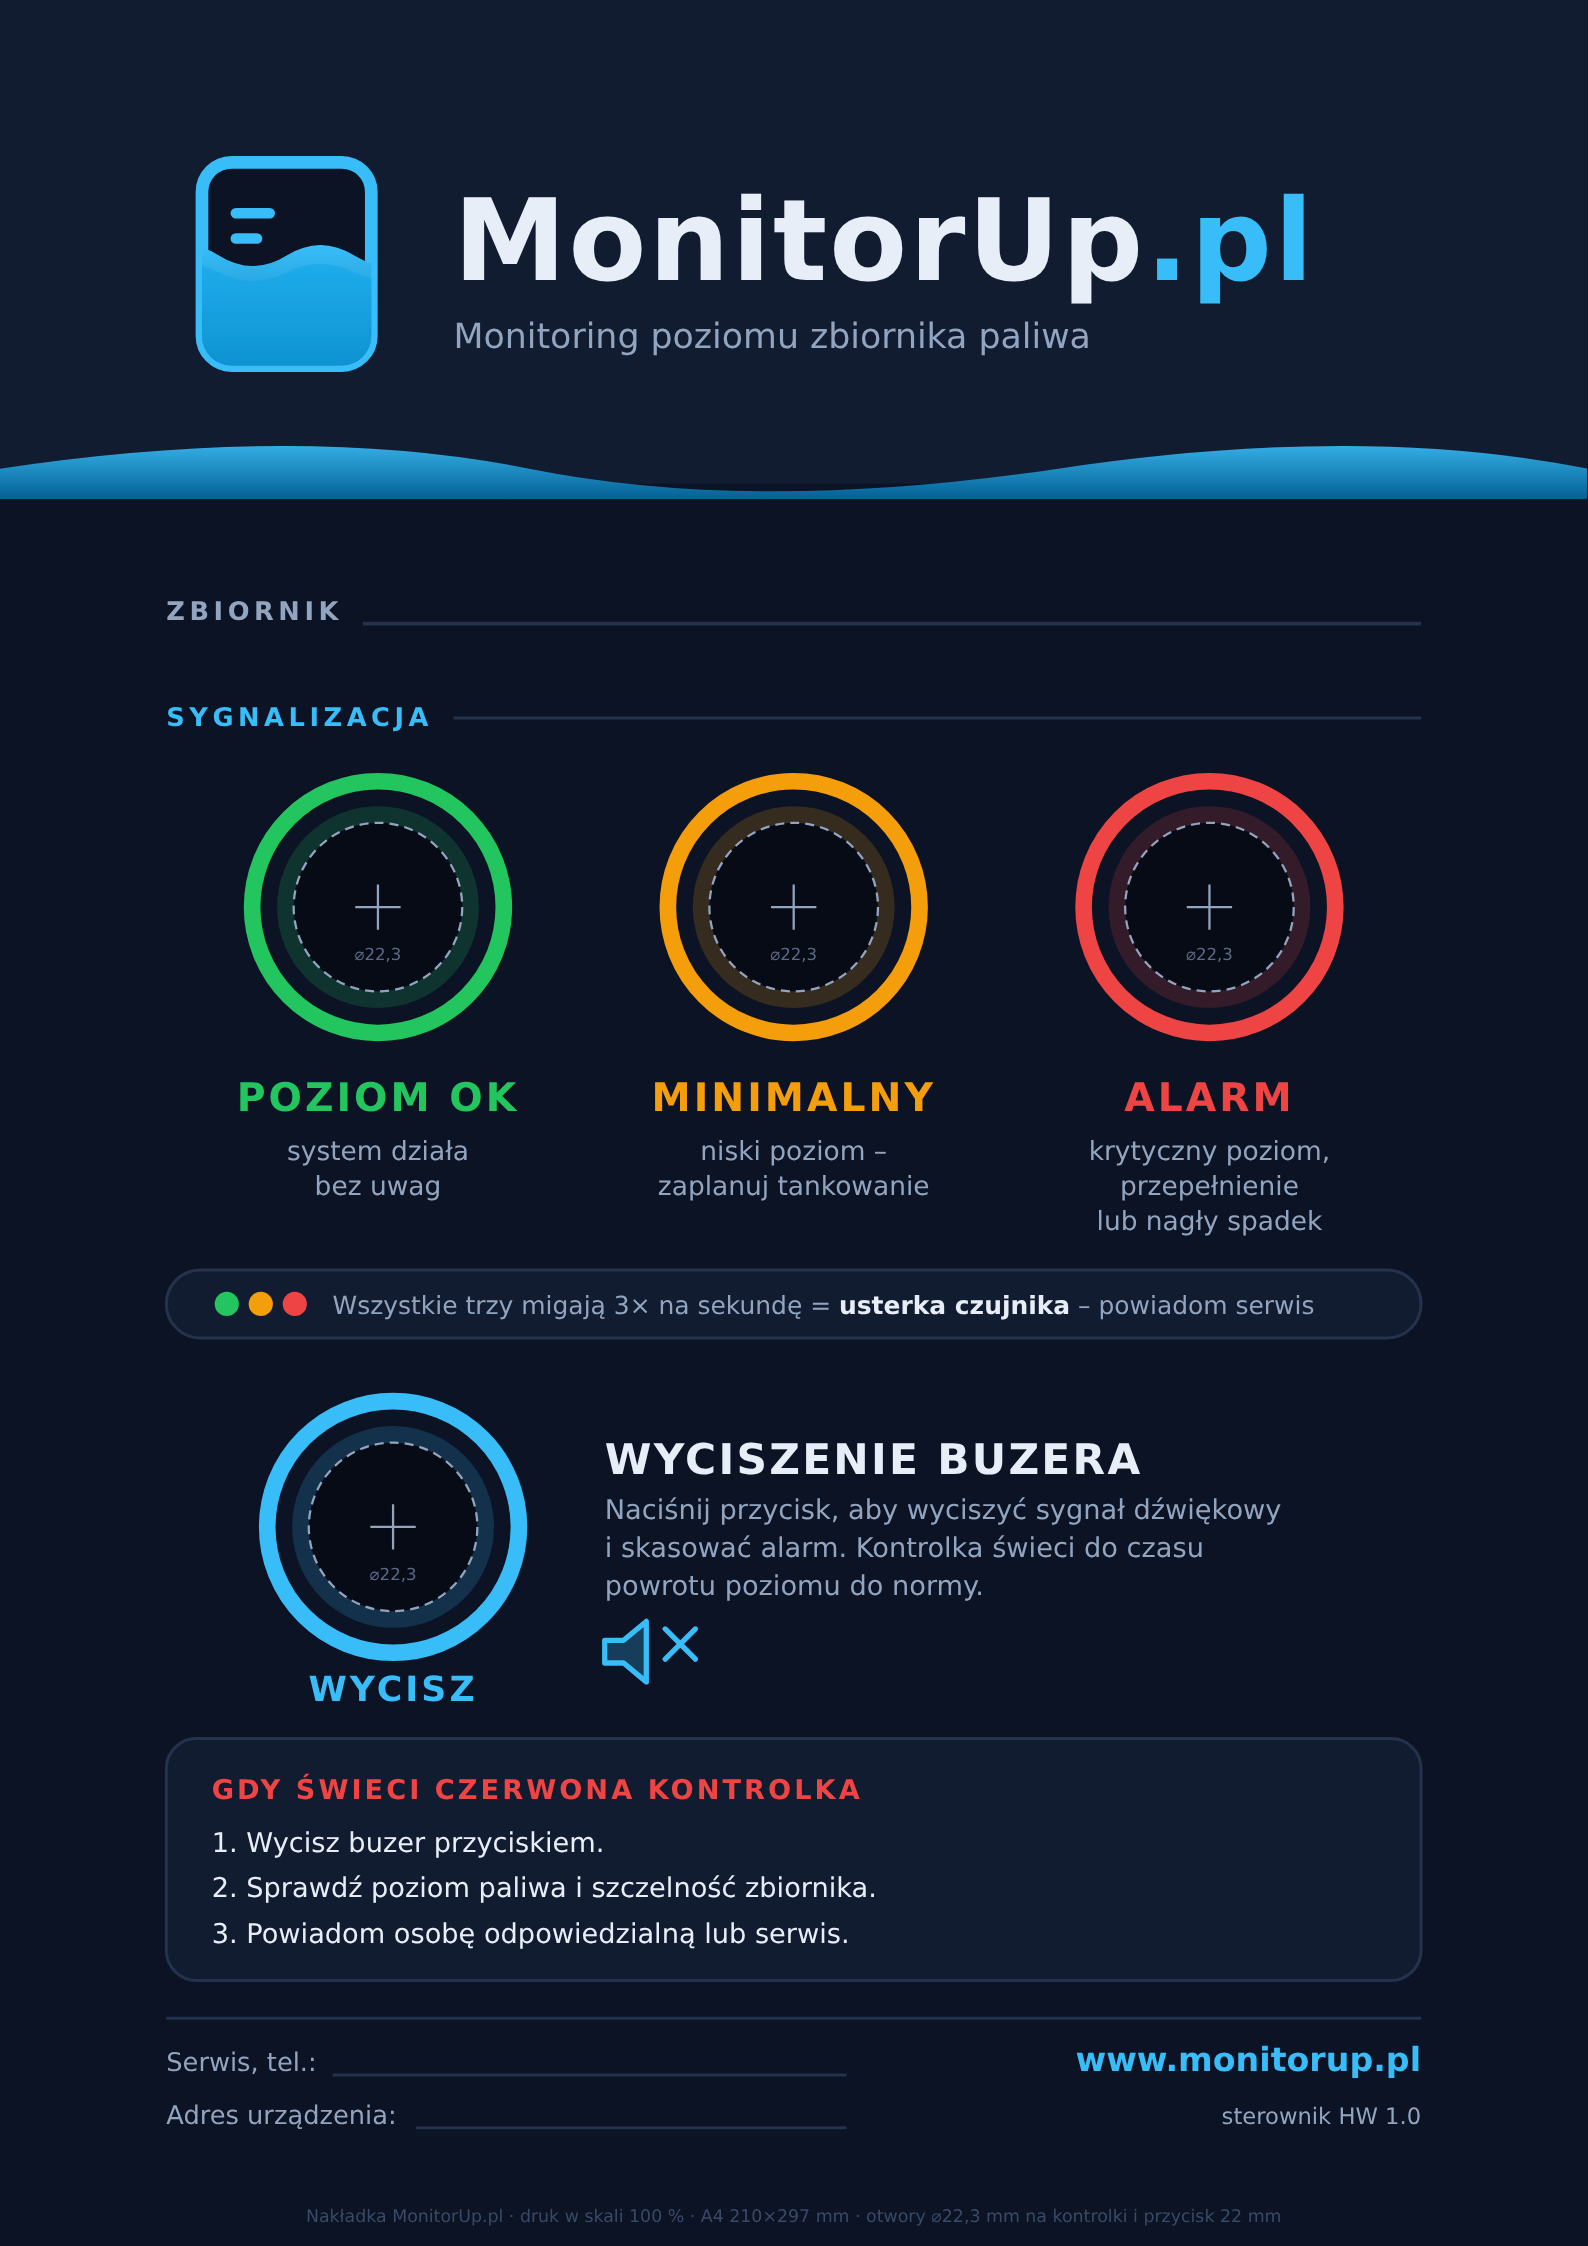 MonitorUp.pl
Monitoring poziomu zbiornika paliwa
ZBIORNIK
SYGNALIZACJA
⌀22,3
⌀22,3
⌀22,3
POZIOM OK
system działa
bez uwag
MINIMALNY
niski poziom –
zaplanuj tankowanie
ALARM
krytyczny poziom,
przepełnienie
lub nagły spadek
Wszystkie trzy migają 3× na sekundę = usterka czujnika – powiadom serwis
⌀22,3
WYCISZ
WYCISZENIE BUZERA
Naciśnij przycisk, aby wyciszyć sygnał dźwiękowy
i skasować alarm. Kontrolka świeci do czasu
powrotu poziomu do normy.
GDY ŚWIECI CZERWONA KONTROLKA
1. Wycisz buzer przyciskiem.
2. Sprawdź poziom paliwa i szczelność zbiornika.
3. Powiadom osobę odpowiedzialną lub serwis.
Serwis, tel.:
www.monitorup.pl
Adres urządzenia:
sterownik HW 1.0
Nakładka MonitorUp.pl · druk w skali 100 % · A4 210×297 mm · otwory ⌀22,3 mm na kontrolki i przycisk 22 mm